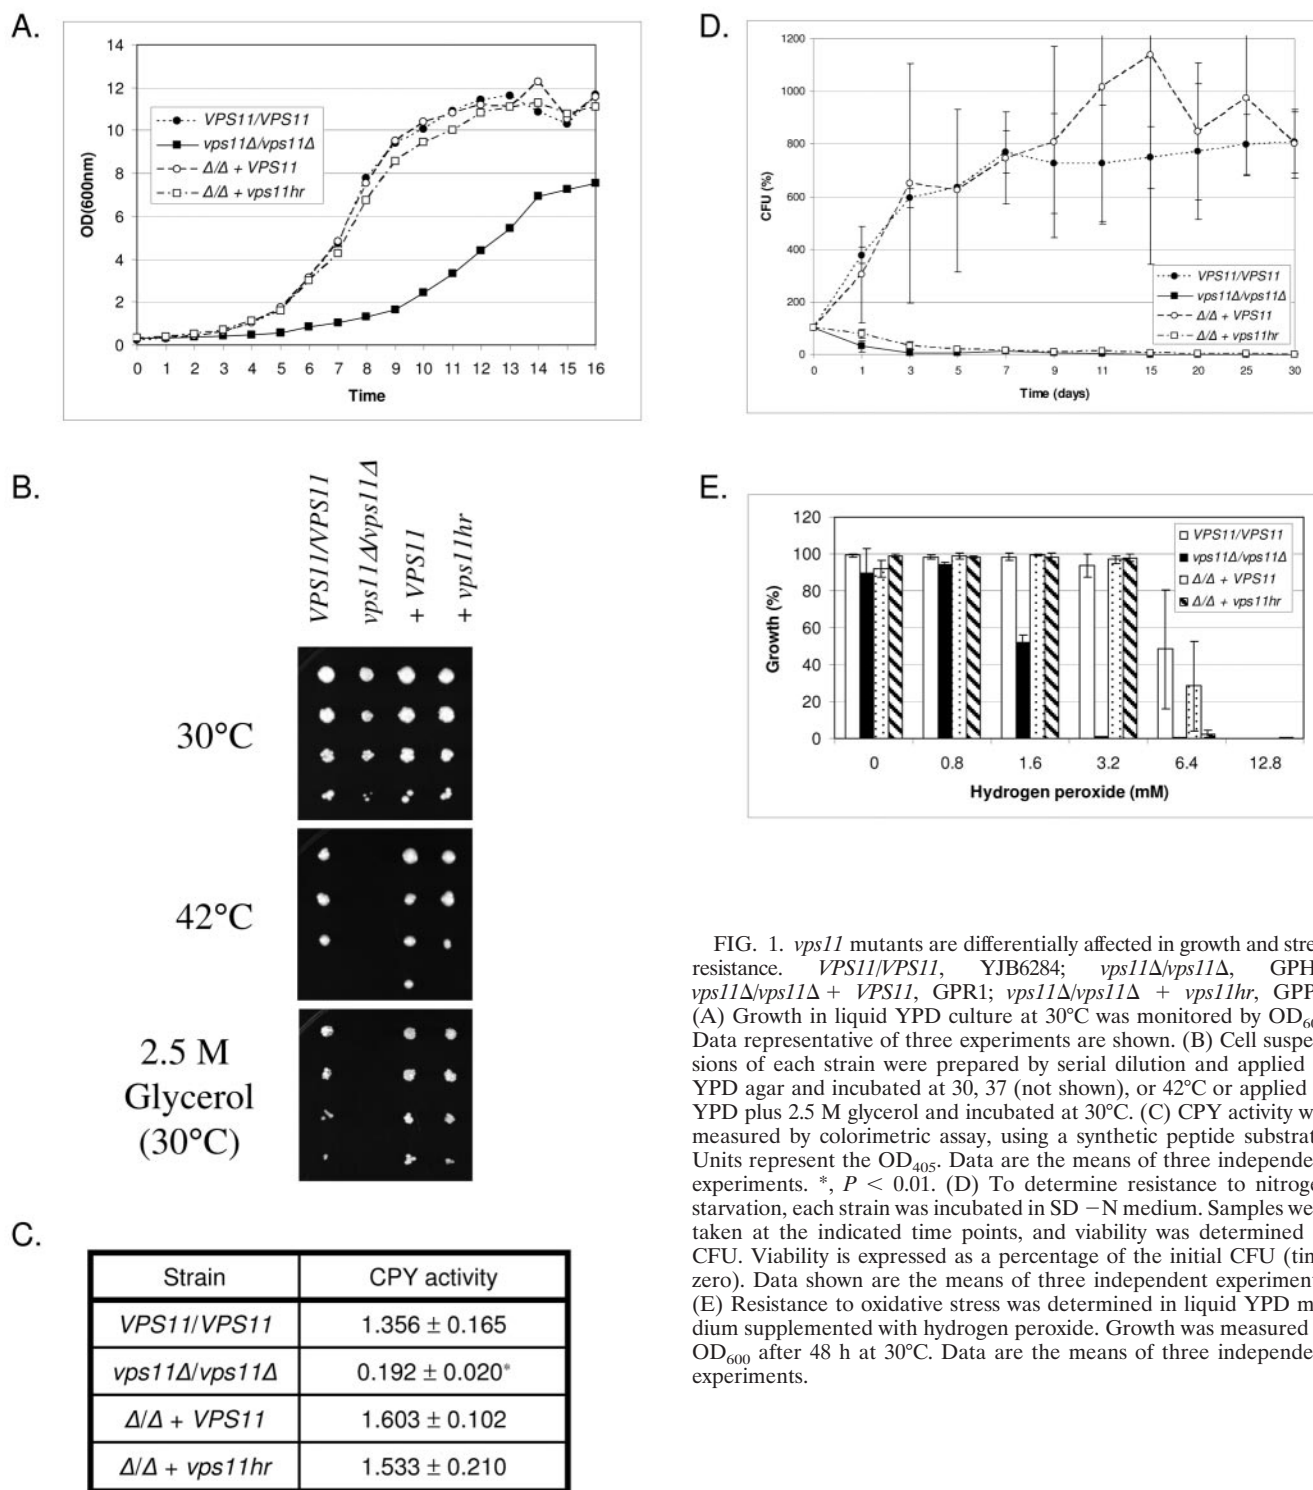 A.
14
12
10
8
6
4
2
0
OD(600nm)
VPS11/VPS11
vps11Δ/vps11Δ
Δ/Δ + VPS11
Δ/Δ + vps11hr
0 1 2 3 4 5 6 7 8 9 10 11 12 13 14 15 16
Time
B.
VPS11/VPS11
vps11Δ/vps11Δ
+ VPS11
+ vps11hr
30°C
42°C
2.5 M
Glycerol
(30°C)
C.
Strain CPY activity
VPS11/VPS11 1.356 ± 0.165
vps11Δ/vps11Δ 0.192 ± 0.020*
Δ/Δ + VPS11 1.603 ± 0.102
Δ/Δ + vps11hr 1.533 ± 0.210
D.
1200
1000
800
600
400
200
0
CFU (%)
VPS11/VPS11
vps11Δ/vps11Δ
Δ/Δ + VPS11
Δ/Δ + vps11hr
0 1 3 5 7 9 11 15 20 25 30
Time (days)
E.
120
100
80
60
40
20
0
Growth (%)
VPS11/VPS11
vps11Δ/vps11Δ
Δ/Δ + VPS11
Δ/Δ + vps11hr
0 0.8 1.6 3.2 6.4 12.8
Hydrogen peroxide (mM)
FIG. 1. vps11 mutants are differentially affected in growth and stre
resistance. VPS11/VPS11, YJB6284; vps11Δ/vps11Δ, GPH
vps11Δ/vps11Δ + VPS11, GPR1; vps11Δ/vps11Δ + vps11hr, GPP
(A) Growth in liquid YPD culture at 30°C was monitored by OD60
Data representative of three experiments are shown. (B) Cell suspe
sions of each strain were prepared by serial dilution and applied
YPD agar and incubated at 30, 37 (not shown), or 42°C or applied
YPD plus 2.5 M glycerol and incubated at 30°C. (C) CPY activity w
measured by colorimetric assay, using a synthetic peptide substrat
Units represent the OD405. Data are the means of three independe
experiments. *, P < 0.01. (D) To determine resistance to nitroge
starvation, each strain was incubated in SD −N medium. Samples we
taken at the indicated time points, and viability was determined
CFU. Viability is expressed as a percentage of the initial CFU (tin
zero). Data shown are the means of three independent experiment
(E) Resistance to oxidative stress was determined in liquid YPD m
dium supplemented with hydrogen peroxide. Growth was measured
OD600 after 48 h at 30°C. Data are the means of three independe
experiments.